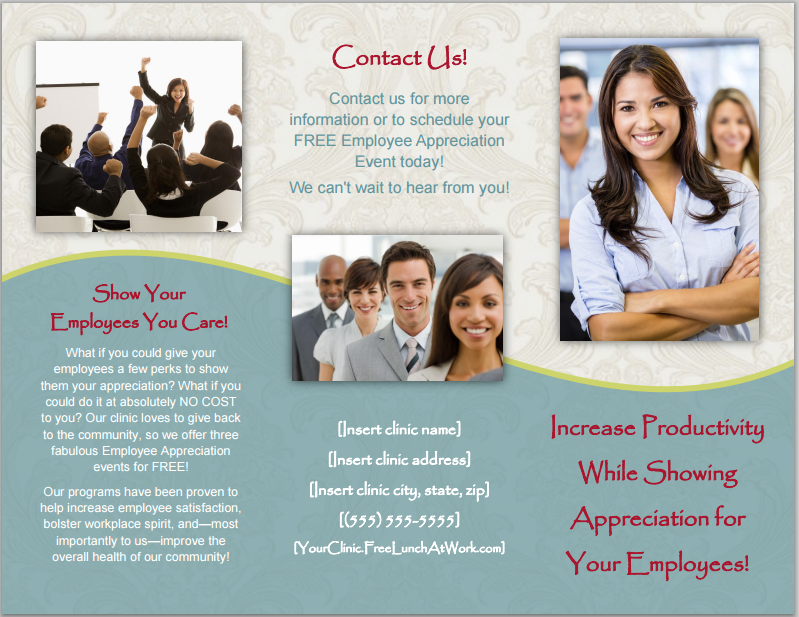 Show Your
Employees You Care!
What if you could give your
employees a few perks to show
them your appreciation? What if you
could do it at absolutely NO COST
to you? Our clinic loves to give back
to the community, so we offer three
fabulous Employee Appreciation
events for FREE!
Our programs have been proven to
help increase employee satisfaction,
bolster workplace spirit, and—most
importantly to us—improve the
overall health of our community!
Contact Us!
Contact us for more
information or to schedule your
FREE Employee Appreciation
Event today!
We can't wait to hear from you!
[Insert clinic name]
[Insert clinic address]
[Insert clinic city, state, zip]
[(555) 555-5555]
[YourClinic.FreeLunchAtWork.com]
Increase Productivity
While Showing
Appreciation for
Your Employees!